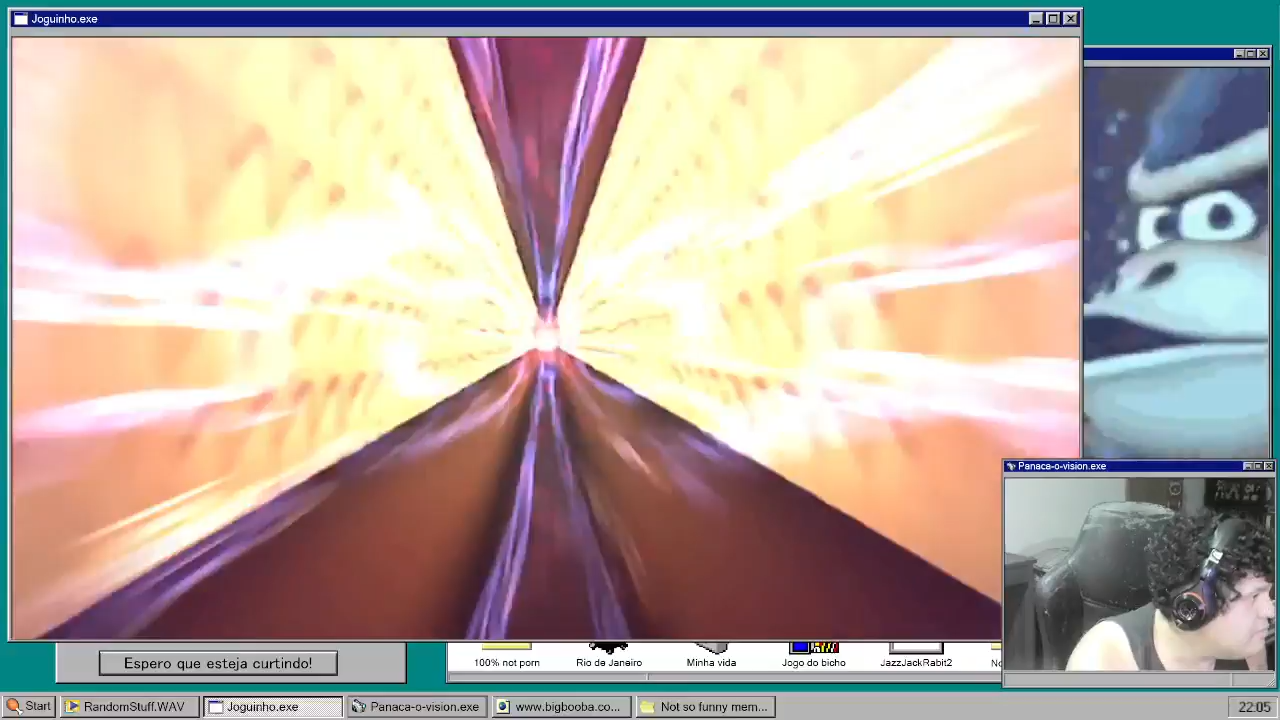 Joguinho.exe
Panaca-o-vision.exe
Espero que esteja curtindo!
100% not porn
Rio de Janeiro
Minha vida
Jogo do bicho
JazzJackRabbit2
Start
RandomStuff.WAV
Joguinho.exe
Panaca-o-vision.exe
www.bigbooba.co...
Not so funny mem...
22:05